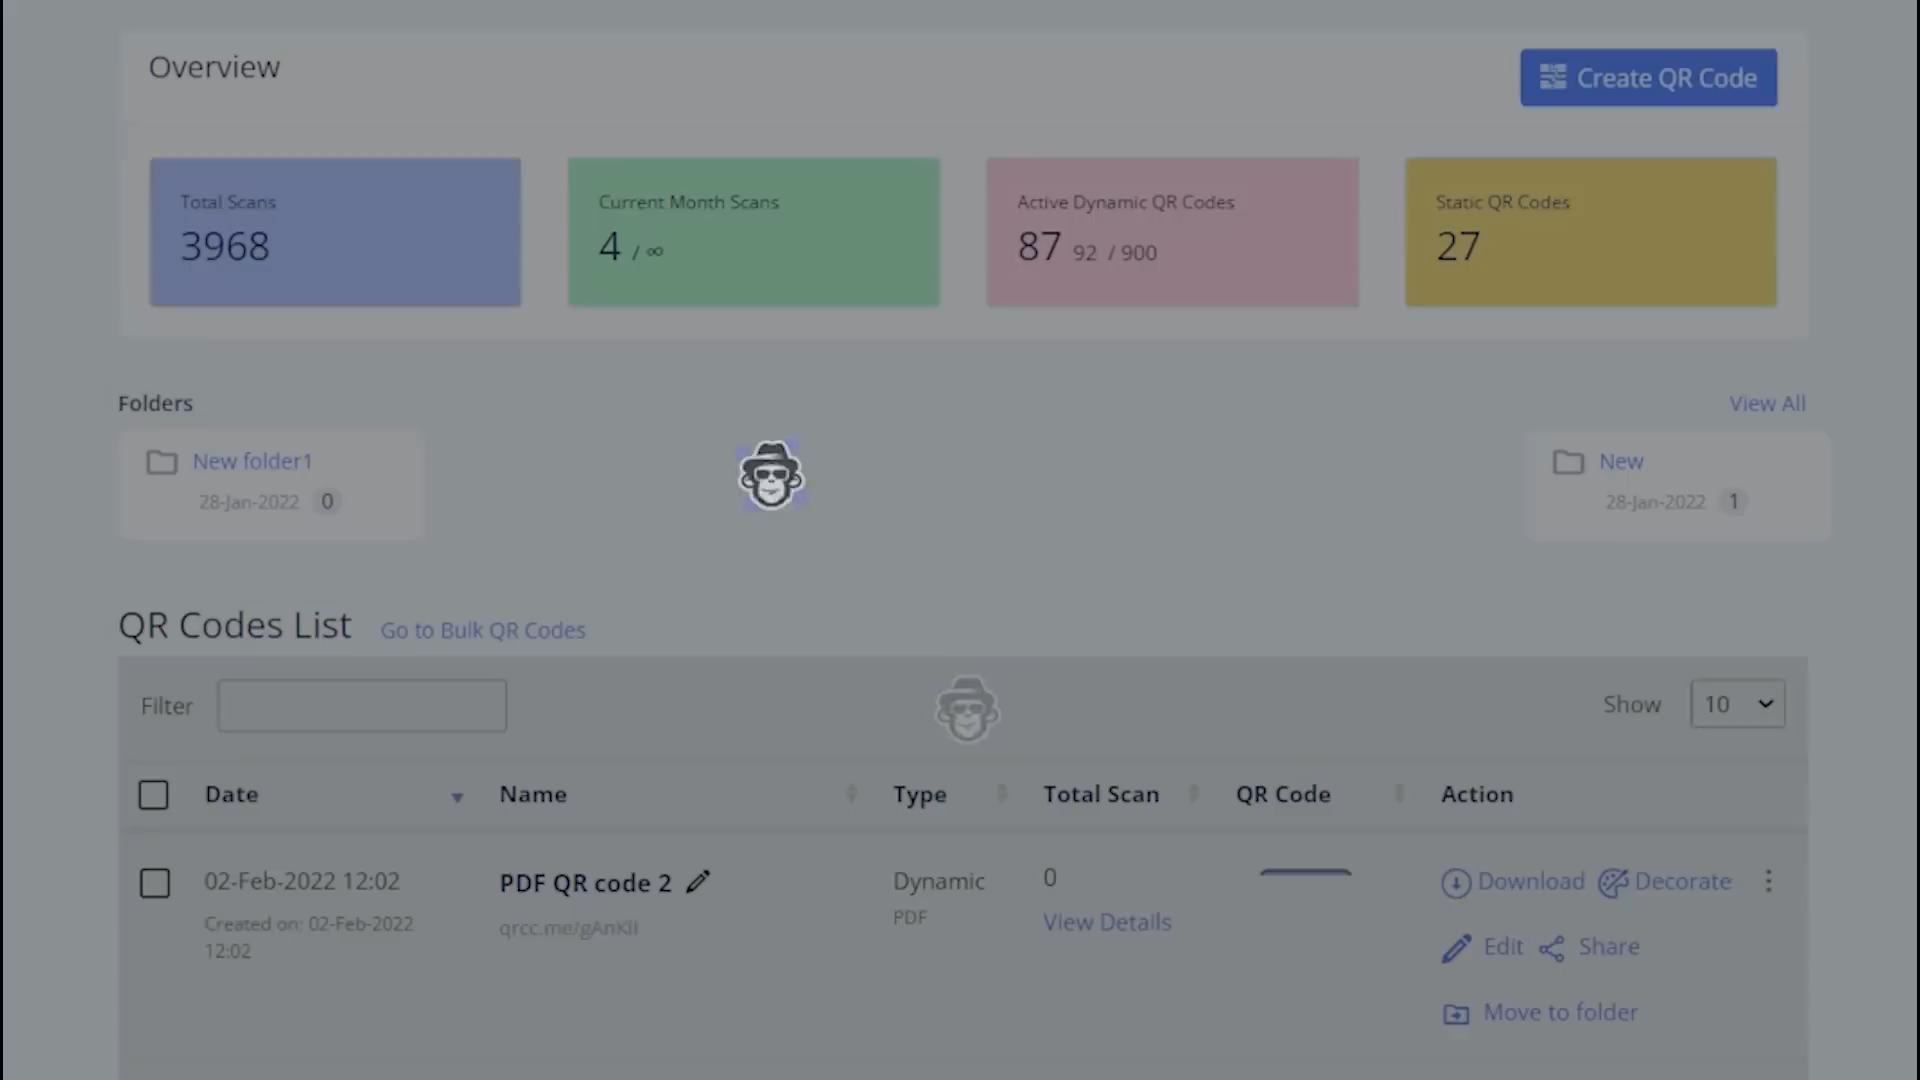 Overview
Create QR Code
Total Scans
3968
Current Month Scans
4 / ∞
Active Dynamic QR Codes
87 92 / 900
Static QR Codes
27
Folders
View All
New folder1
28-Jan-2022 0
New
28-Jan-2022 1
QR Codes List Go to Bulk QR Codes
Filter
Show 10
Date Name Type Total Scan QR Code Action
02-Feb-2022 12:02 PDF QR code 2 Dynamic 0 Download Decorate
Created on: 02-Feb-2022 PDF View Details
12:02
Edit Share
Move to folder